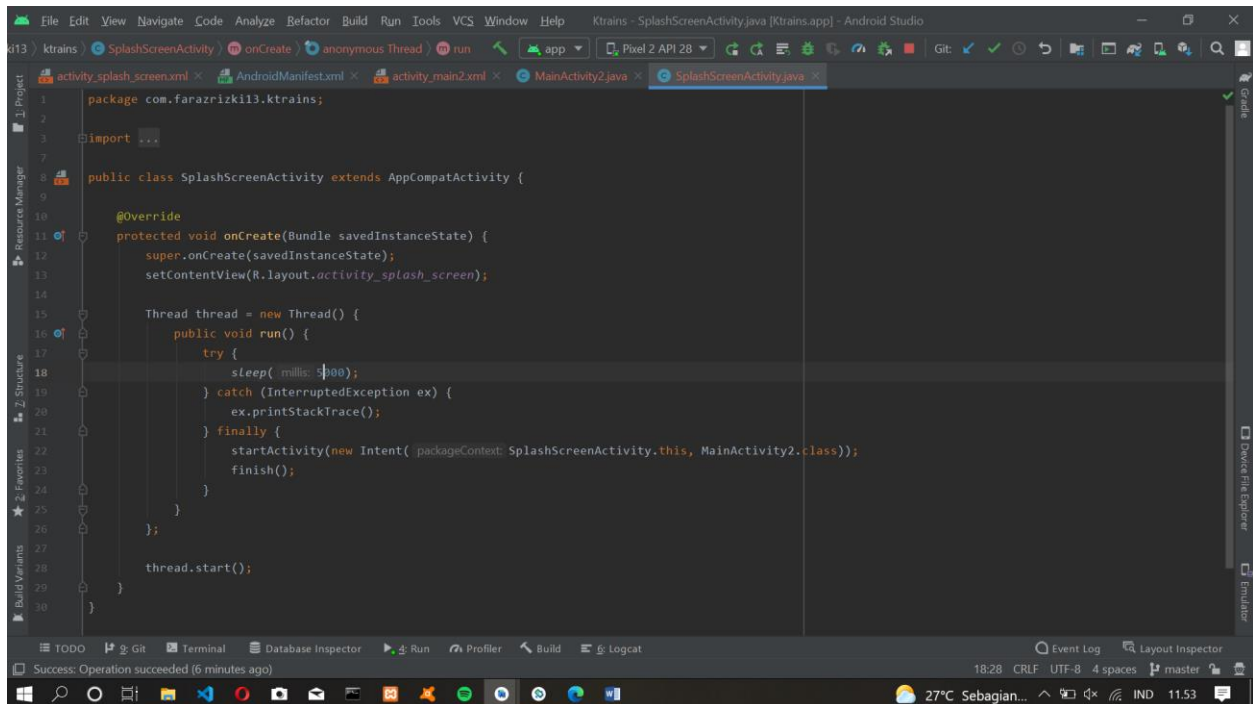 File Edit View Navigate Code Analyze Refactor Build Run Tools VCS Window Help Ktrains - SplashScreenActivity.java [Ktrains.app] - Android Studio
ki13 ktrains SplashScreenActivity onCreate anonymous Thread run app Pixel 2 API 28 Git:
activity_splash_screen.xml AndroidManifest.xml activity_main2.xml MainActivity2.java SplashScreenActivity.java
1: Project
Resource Manager
Z: Structure
2: Favorites
Build Variants
1 package com.farazrizki13.ktrains;
2
3 import ...
7
8 public class SplashScreenActivity extends AppCompatActivity {
9
10 @Override
11 protected void onCreate(Bundle savedInstanceState) {
12 super.onCreate(savedInstanceState);
13 setContentView(R.layout.activity_splash_screen);
14
15 Thread thread = new Thread() {
16 public void run() {
17 try {
18 sleep( millis: 5000);
19 } catch (InterruptedException ex) {
20 ex.printStackTrace();
21 } finally {
22 startActivity(new Intent( packageContext: SplashScreenActivity.this, MainActivity2.class));
23 finish();
24 }
25 }
26 };
27
28 thread.start();
29 }
30 }
Gradle
Device File Explorer
Emulator
TODO 9: Git Terminal Database Inspector 4: Run Profiler Build 6: Logcat Event Log Layout Inspector
Success: Operation succeeded (6 minutes ago) 18:28 CRLF UTF-8 4 spaces master
27°C Sebagian... IND 11.53